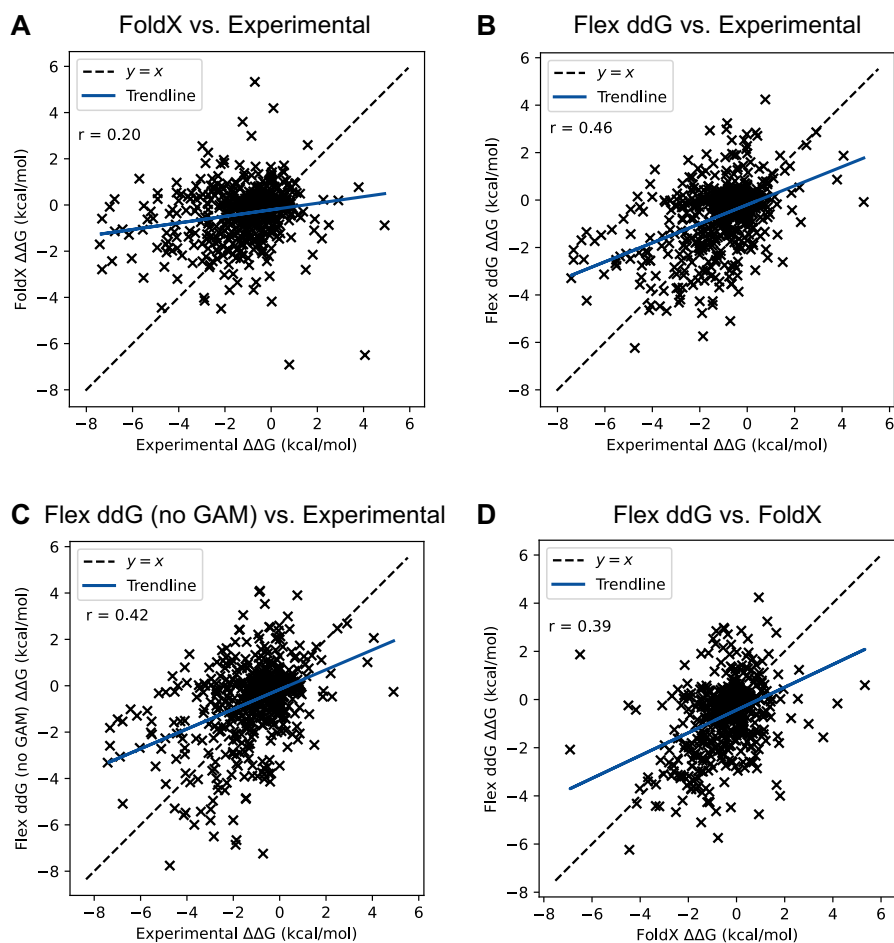 A FoldX vs. Experimental
y = x
Trendline
r = 0.20
6
4
2
0
−2
−4
−6
−8
FoldX ΔΔG (kcal/mol)
−8 −6 −4 −2 0 2 4 6
Experimental ΔΔG (kcal/mol)
B Flex ddG vs. Experimental
y = x
Trendline
r = 0.46
6
4
2
0
−2
−4
−6
−8
Flex ddG ΔΔG (kcal/mol)
−8 −6 −4 −2 0 2 4 6
Experimental ΔΔG (kcal/mol)
C Flex ddG (no GAM) vs. Experimental
y = x
Trendline
r = 0.42
6
4
2
0
−2
−4
−6
−8
Flex ddG (no GAM) ΔΔG (kcal/mol)
−8 −6 −4 −2 0 2 4 6
Experimental ΔΔG (kcal/mol)
D Flex ddG vs. FoldX
y = x
Trendline
r = 0.39
6
4
2
0
−2
−4
−6
−8
Flex ddG ΔΔG (kcal/mol)
−8 −6 −4 −2 0 2 4 6
FoldX ΔΔG (kcal/mol)